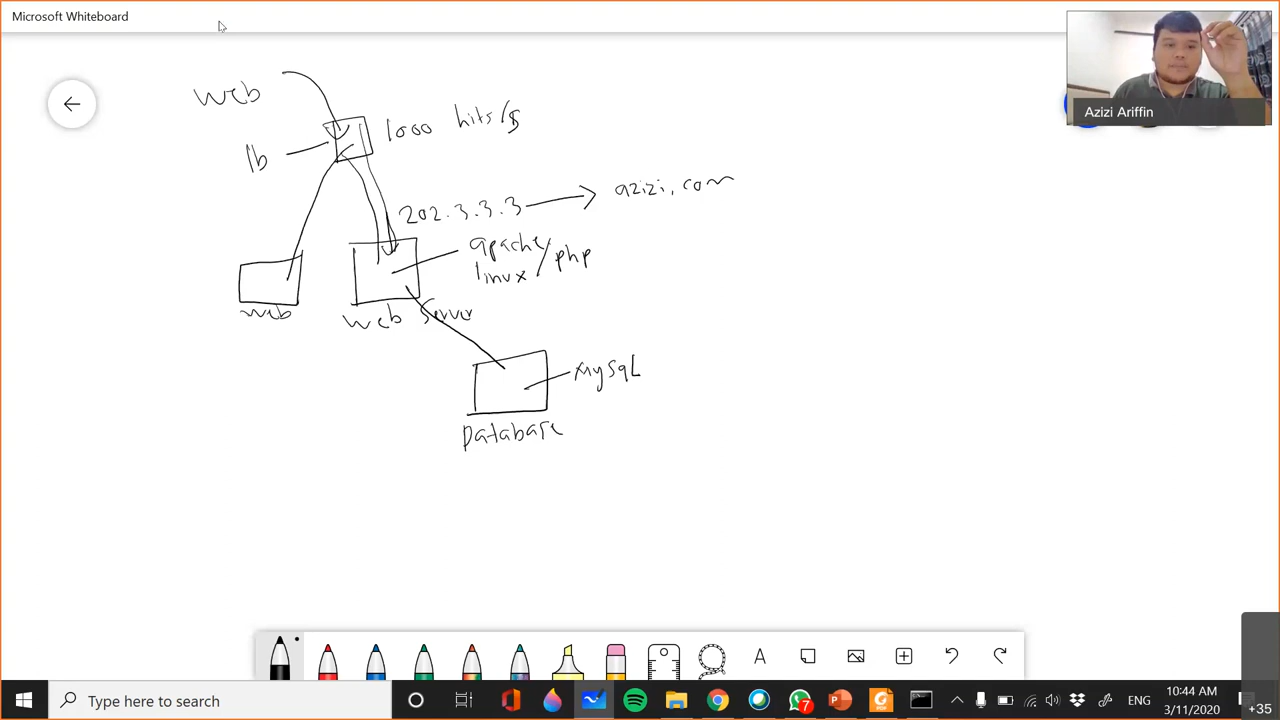 Microsoft Whiteboard
Azizi Ariffin
web
1000 hits/s
lb
202.3.3.3
azizi.com
apache/
linux/php
web
web Server
MySQL
Database
A
Type here to search
7
ENG
10:44 AM
3/11/2020
+35